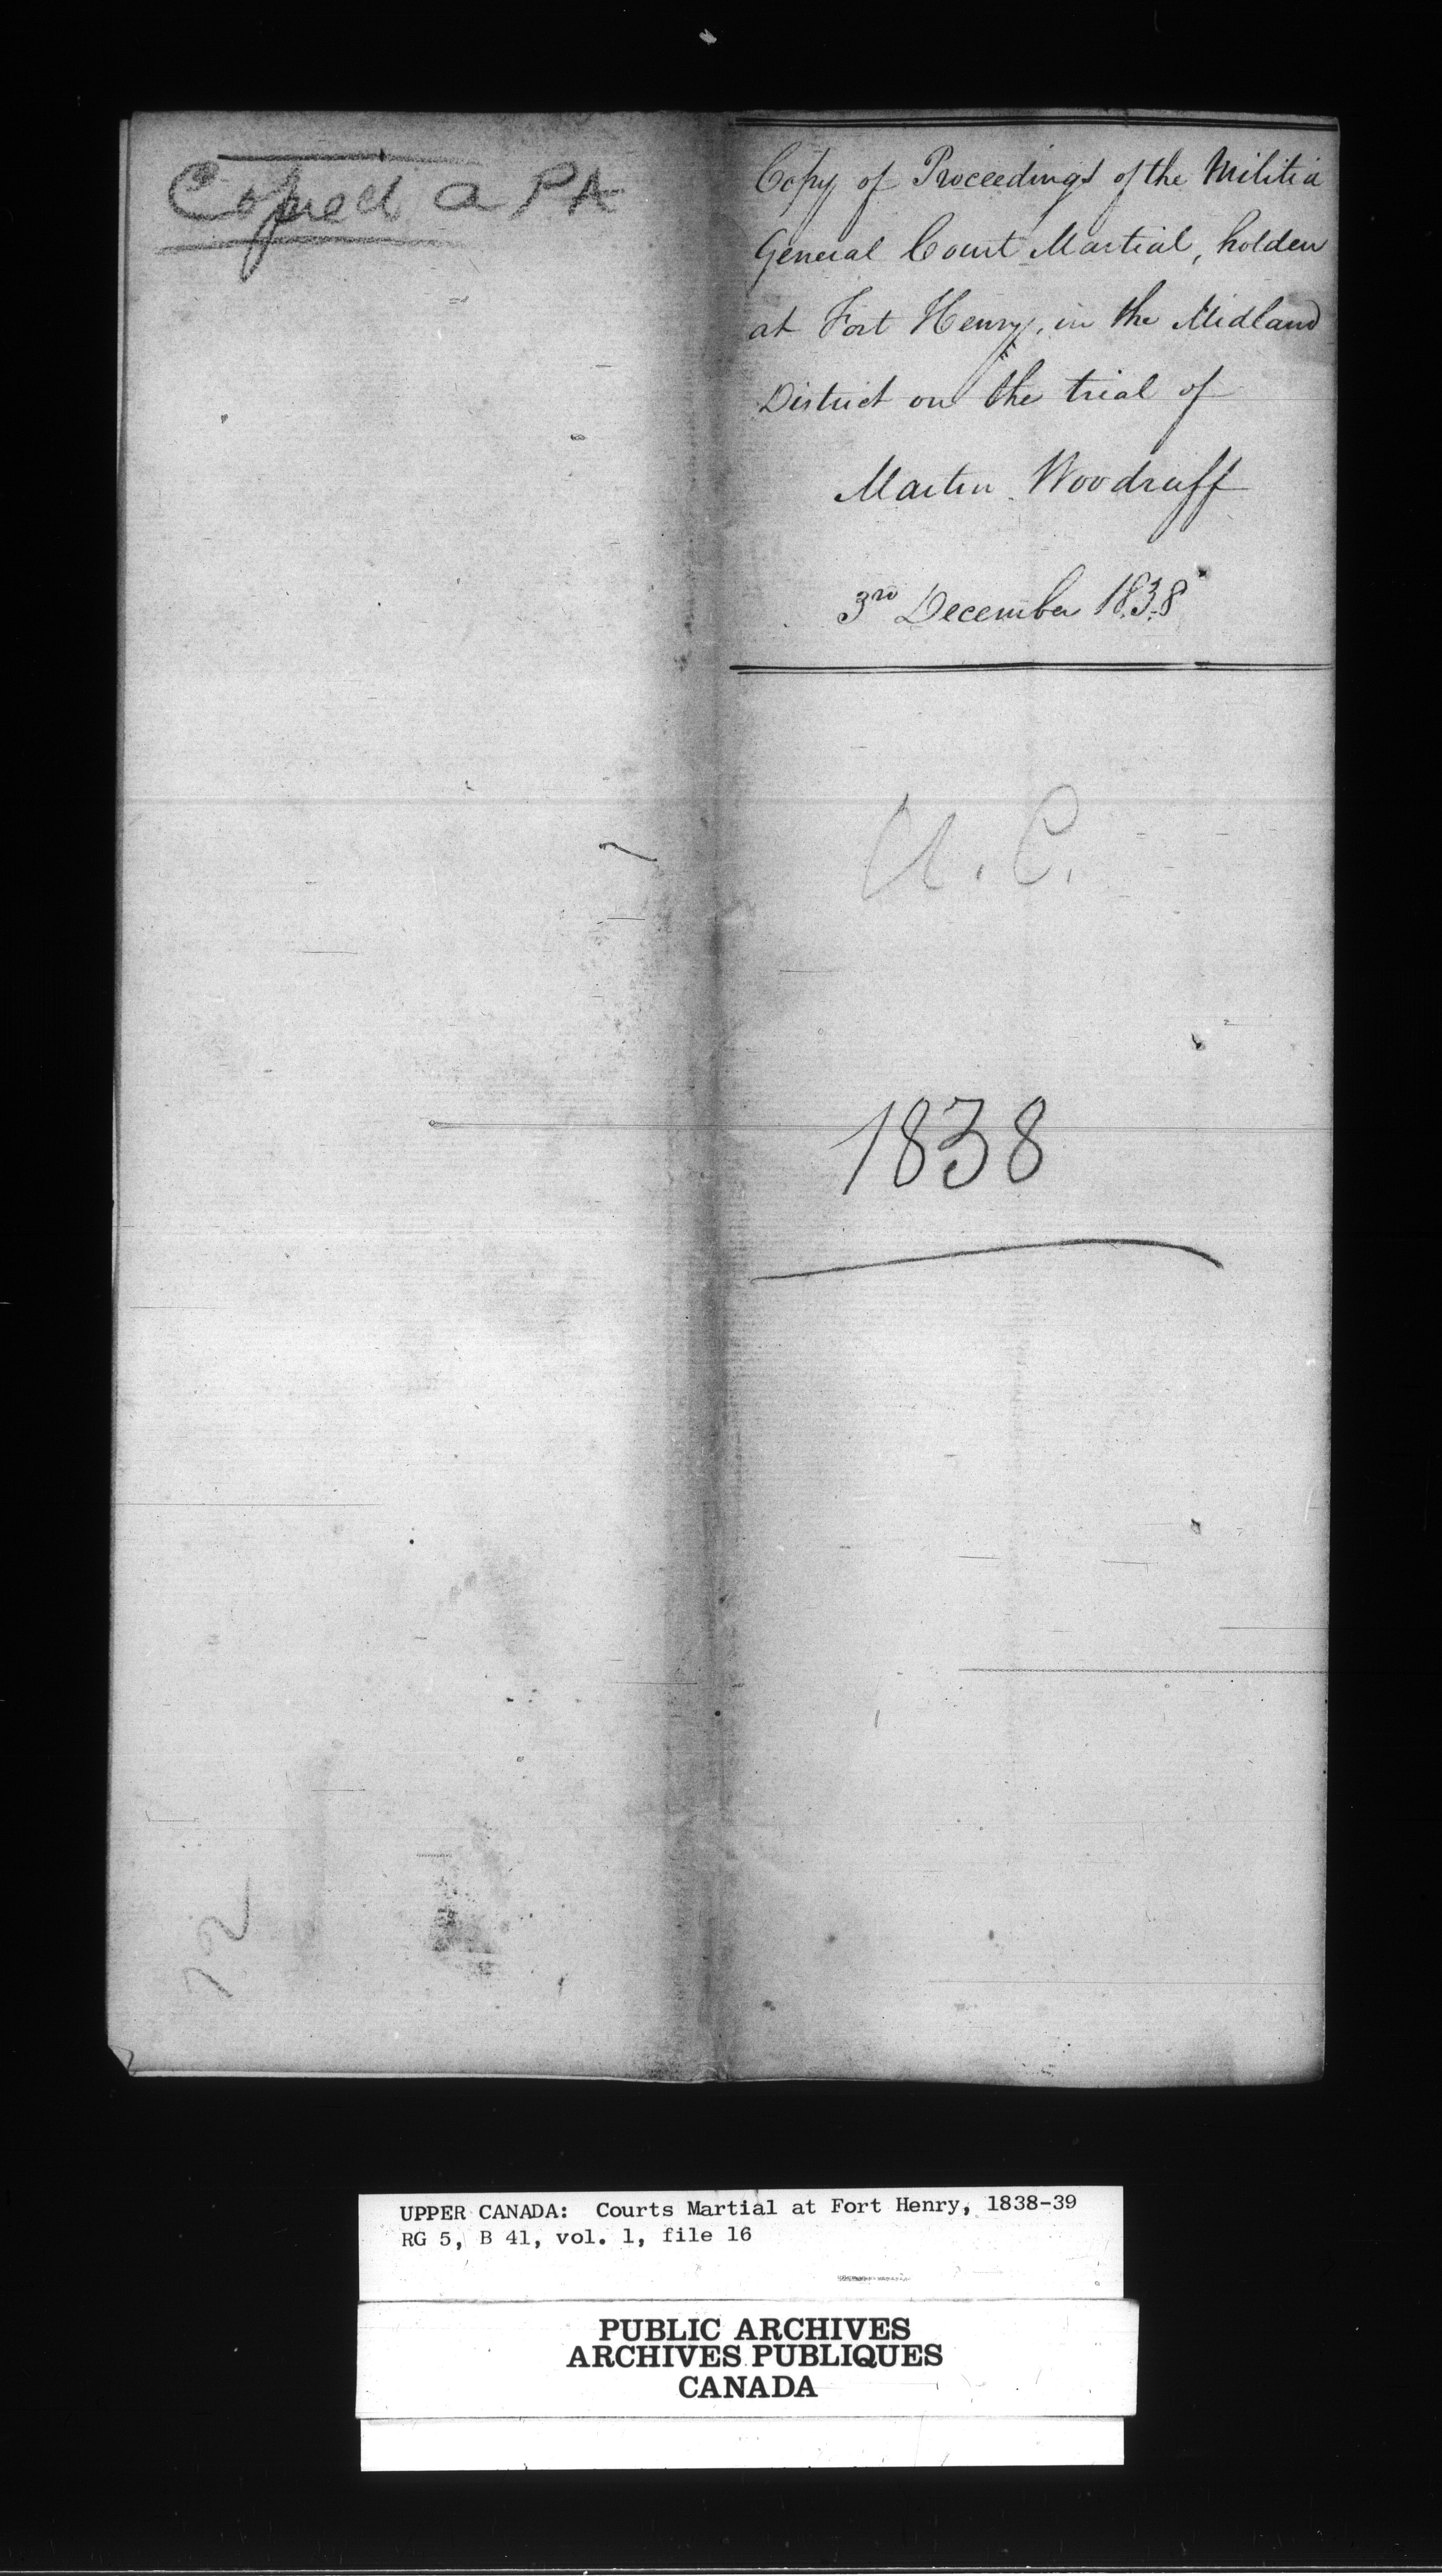 Copied a PA
Copy of Proceedings of the Militia
General Court Martial, holden
at Fort Henry, in the Midland
District on the trial of
Martin Woodruff
3rd December 1838
U. C.
1838
72
UPPER CANADA: Courts Martial at Fort Henry, 1838-39
RG 5, B 41, vol. 1, file 16
PUBLIC ARCHIVES
ARCHIVES PUBLIQUES
CANADA